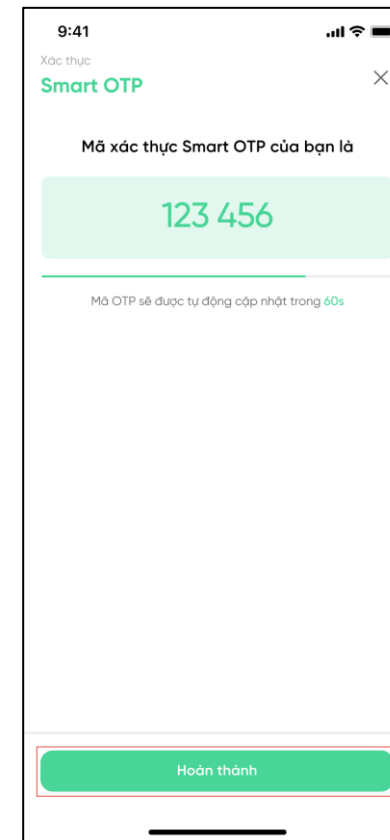 9:41
Xác thực
Smart OTP
Mã xác thực Smart OTP của bạn là
123 456
Mã OTP sẽ được tự động cập nhật trong 60s
Hoàn thành